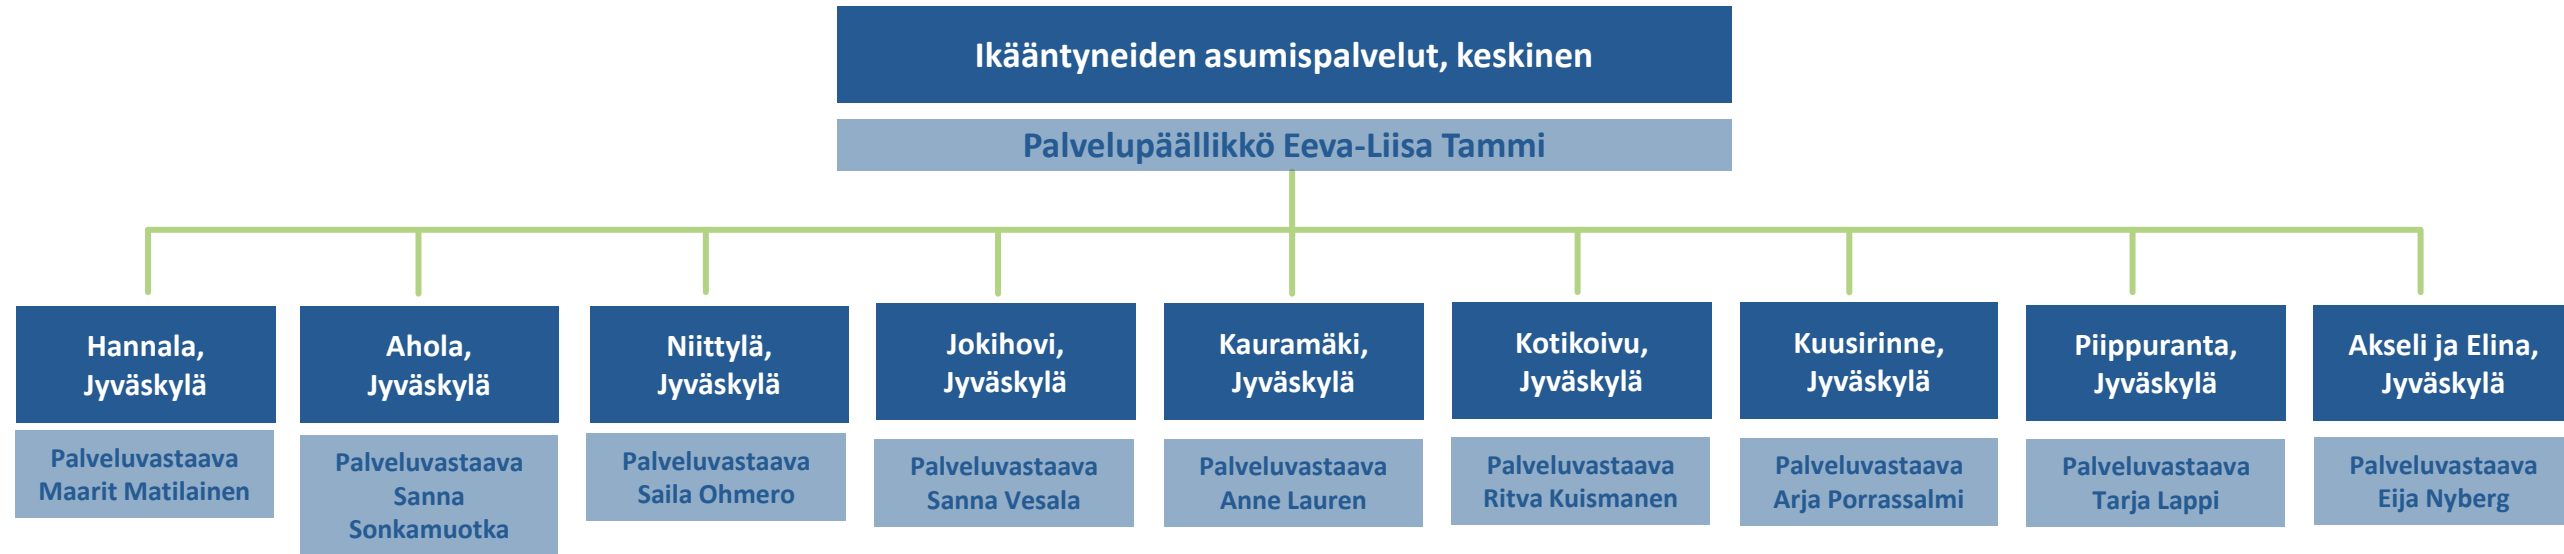 Ikääntyneiden asumispalvelut, keskinen
Palvelupäällikkö Eeva-Liisa Tammi
Hannala,
Jyväskylä
Palveluvastaava
Maarit Matilainen
Ahola,
Jyväskylä
Palveluvastaava
Sanna
Sonkamuotka
Niittylä,
Jyväskylä
Palveluvastaava
Saila Ohmero
Jokihovi,
Jyväskylä
Palveluvastaava
Sanna Vesala
Kauramäki,
Jyväskylä
Palveluvastaava
Anne Lauren
Kotikoivu,
Jyväskylä
Palveluvastaava
Ritva Kuismanen
Kuusirinne,
Jyväskylä
Palveluvastaava
Arja Porrassalmi
Piippuranta,
Jyväskylä
Palveluvastaava
Tarja Lappi
Akseli ja Elina,
Jyväskylä
Palveluvastaava
Eija Nyberg